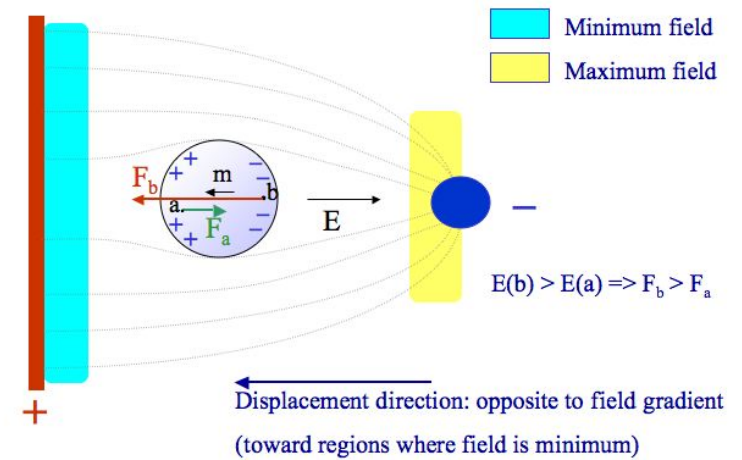 Minimum field
Maximum field
+ + + + + +
− − − − − −
m
F_b
a. .b
F_a
E
−
E(b) > E(a) => F_b > F_a
+
Displacement direction: opposite to field gradient
(toward regions where field is minimum)